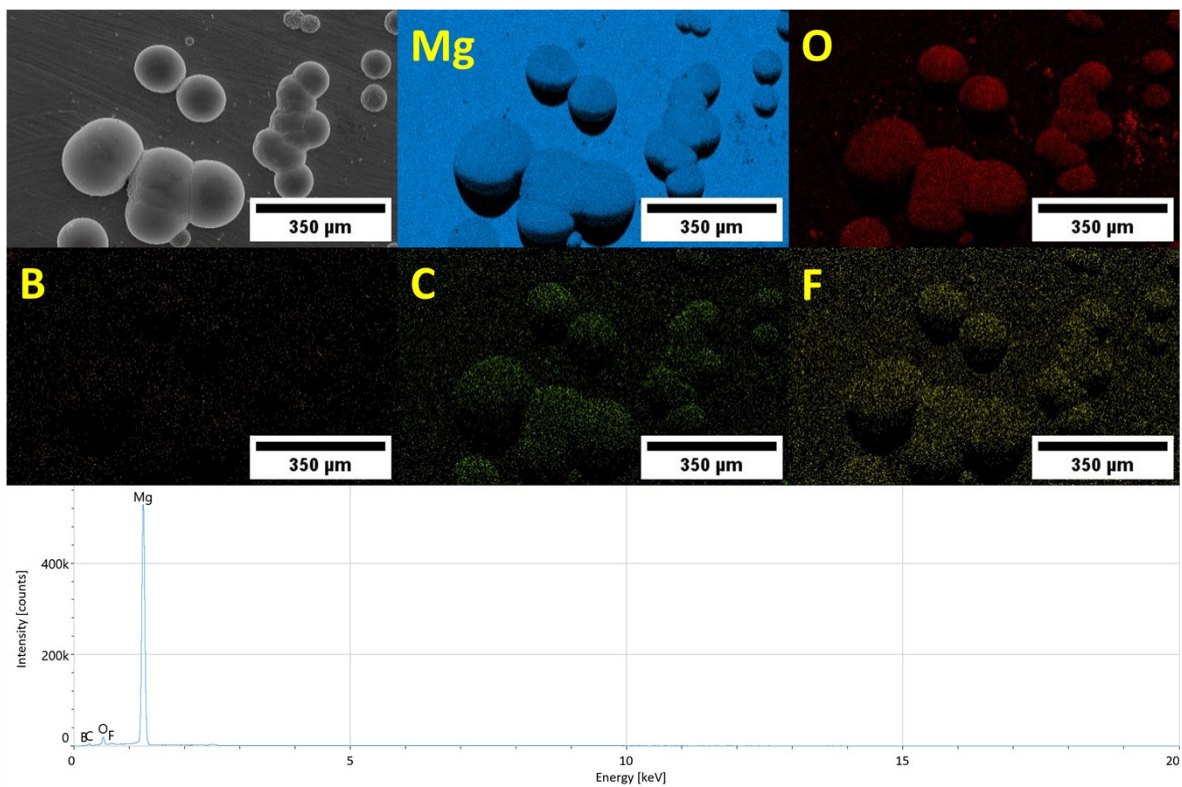 Mg
O
350 µm
350 µm
350 µm
B
C
F
350 µm
350 µm
350 µm
Mg
400k
200k
0
B
C
O
F
Intensity [counts]
0
5
10
15
20
Energy [keV]